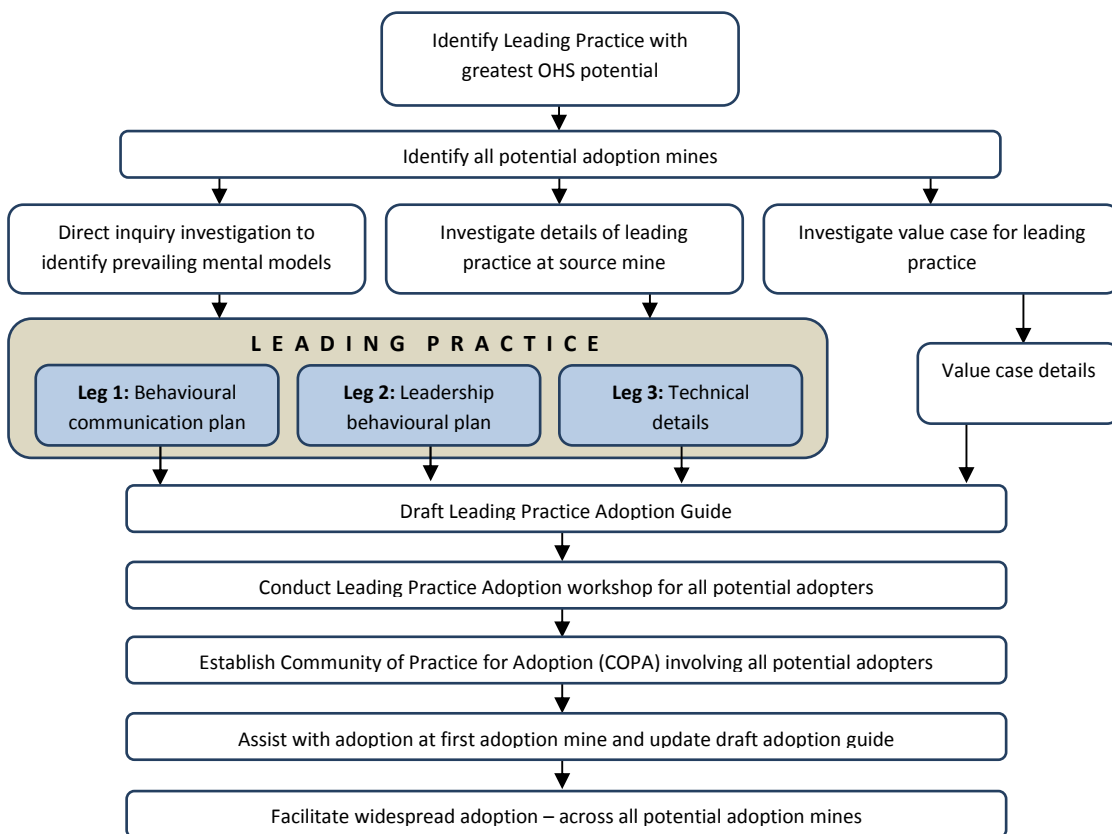 Identify Leading Practice with
greatest OHS potential
Identify all potential adoption mines
Direct inquiry investigation to
identify prevailing mental models
Investigate details of leading
practice at source mine
Investigate value case for leading
practice
LEADING PRACTICE
Leg 1: Behavioural
communication plan
Leg 2: Leadership
behavioural plan
Leg 3: Technical
details
Value case details
Draft Leading Practice Adoption Guide
Conduct Leading Practice Adoption workshop for all potential adopters
Establish Community of Practice for Adoption (COPA) involving all potential adopters
Assist with adoption at first adoption mine and update draft adoption guide
Facilitate widespread adoption – across all potential adoption mines